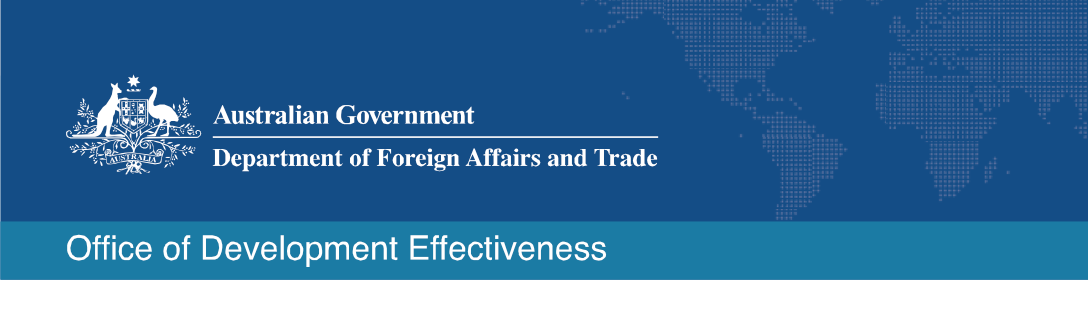 Australian Government
Department of Foreign Affairs and Trade
AUSTRALIA
Office of Development Effectiveness